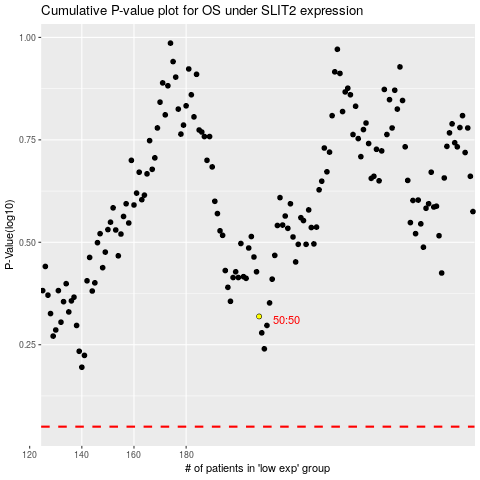 Cumulative P-value plot for OS under SLIT2 expression
1.00
0.75
0.50
0.25
P-Value(log10)
50:50
120 140 160 180
# of patients in 'low exp' group